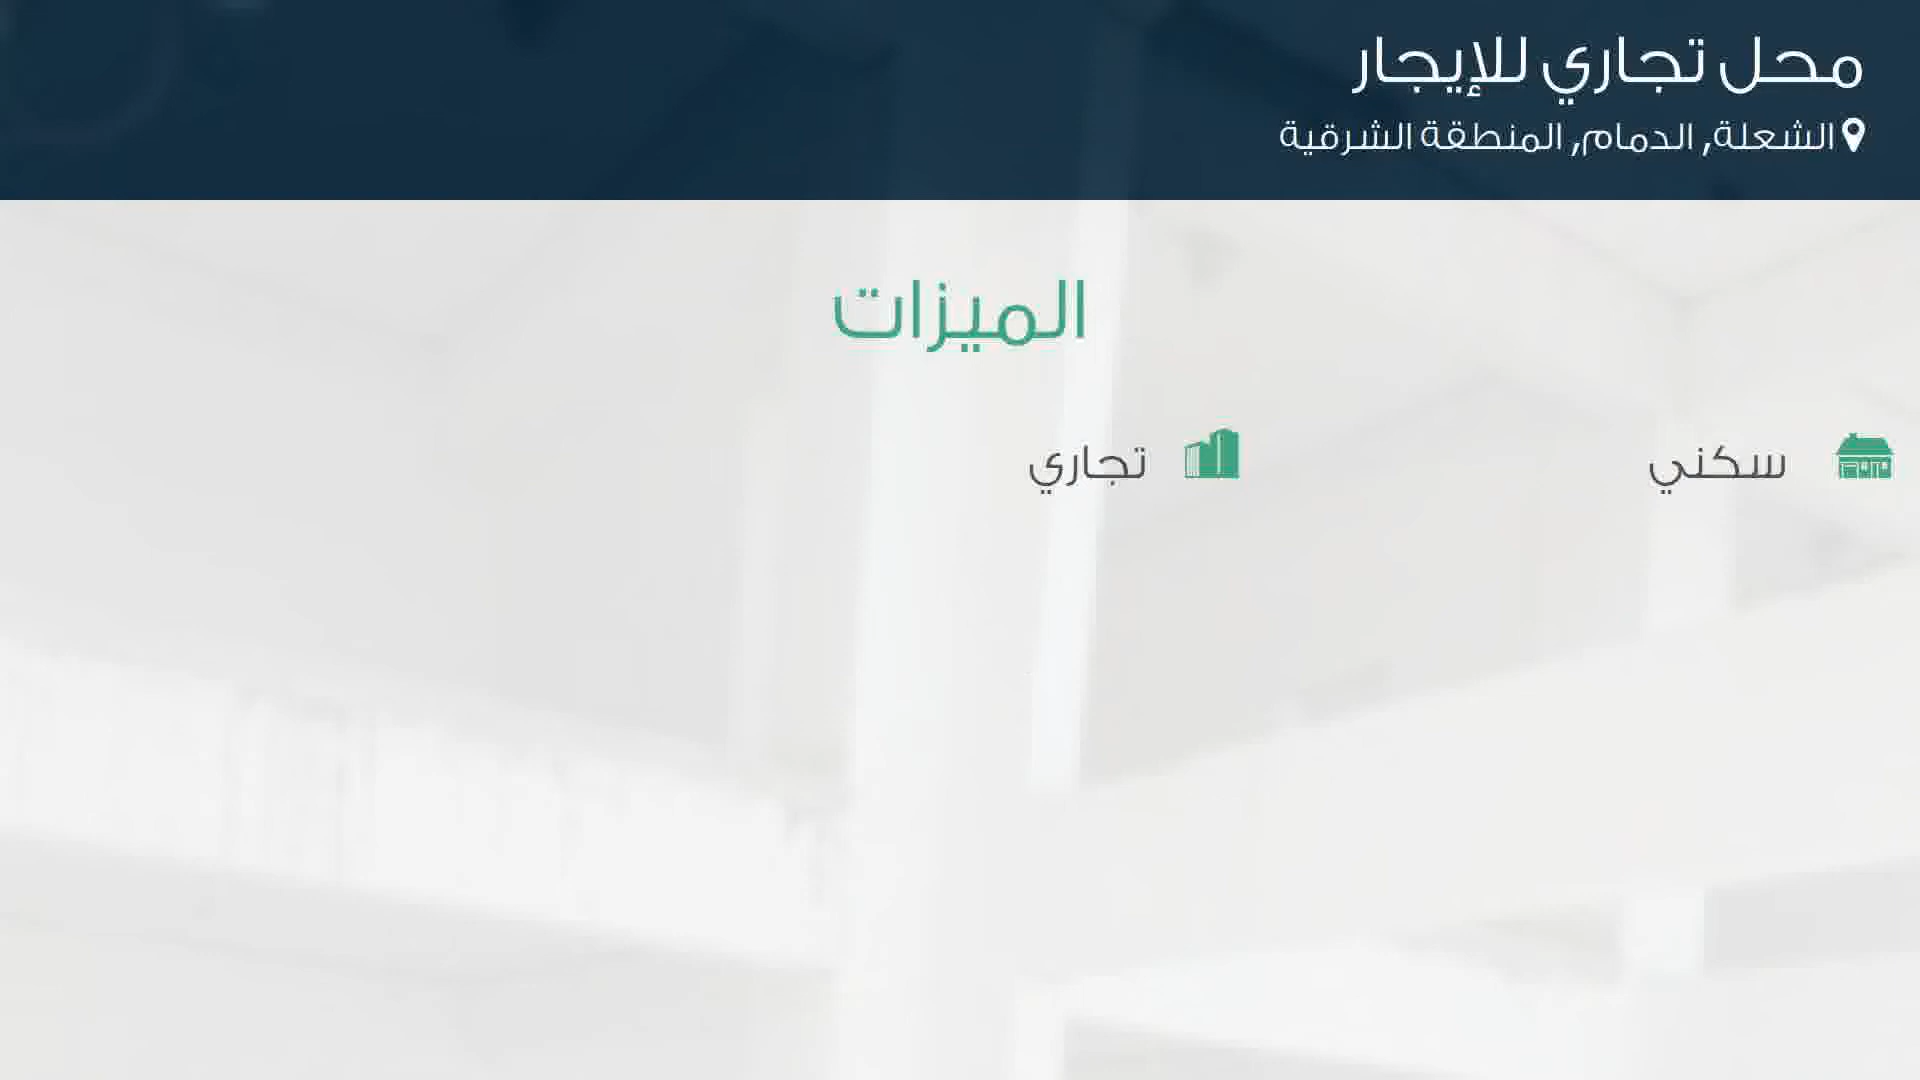 محل تجاري للإيجار
الشعلة, الدمام, المنطقة الشرقية
الميزات
سكني
تجاري